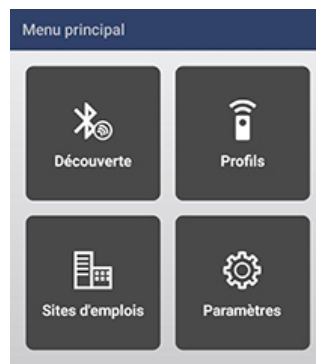 Menu principal
Découverte
Profils
Sites d'emplois
Paramètres